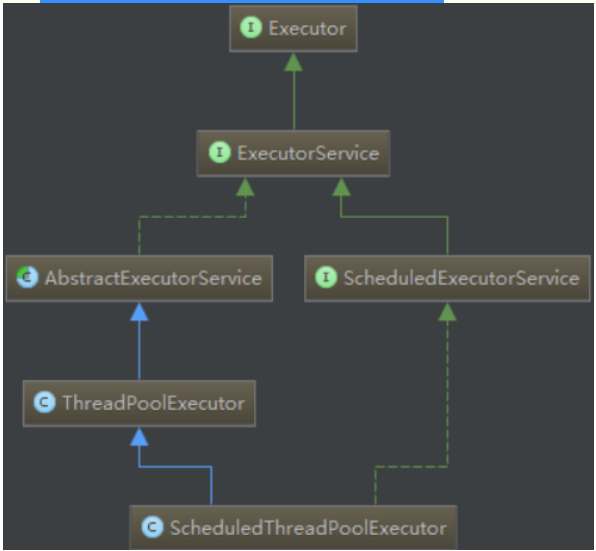 I Executor
I ExecutorService
C AbstractExecutorService
I ScheduledExecutorService
C ThreadPoolExecutor
C ScheduledThreadPoolExecutor